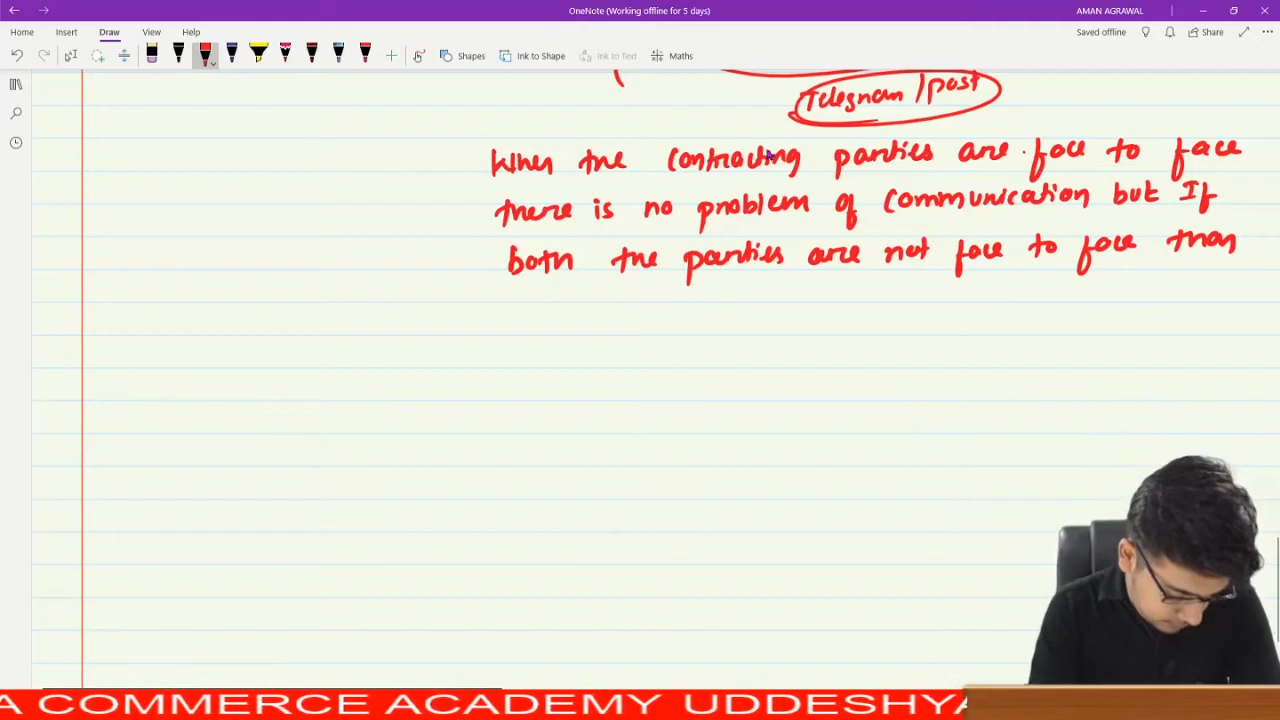 OneNote (Working offline for 5 days)
AMAN AGRAWAL
Home Insert Draw View Help
Saved offline
Share
Shapes
Ink to Shape
Ink to Text
Maths
Telegram / post
When the contracting parties are face to face
there is no problem of communication but If
both the parties are not face to face than
A COMMERCE ACADEMY UDDESHYA